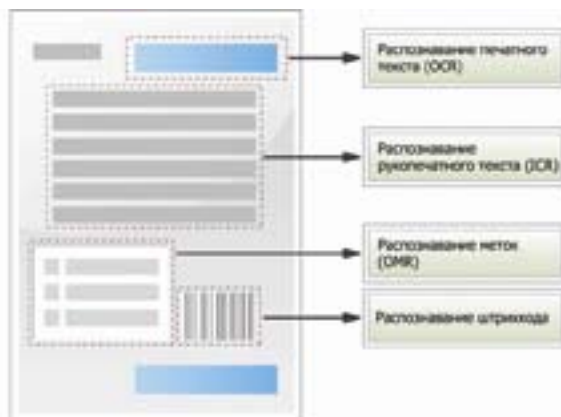 Распознавание печатного
текста (OCR)
Распознавание
рукопечатного текста (ICR)
Распознавание меток
(OMR)
Распознавание штрихкода